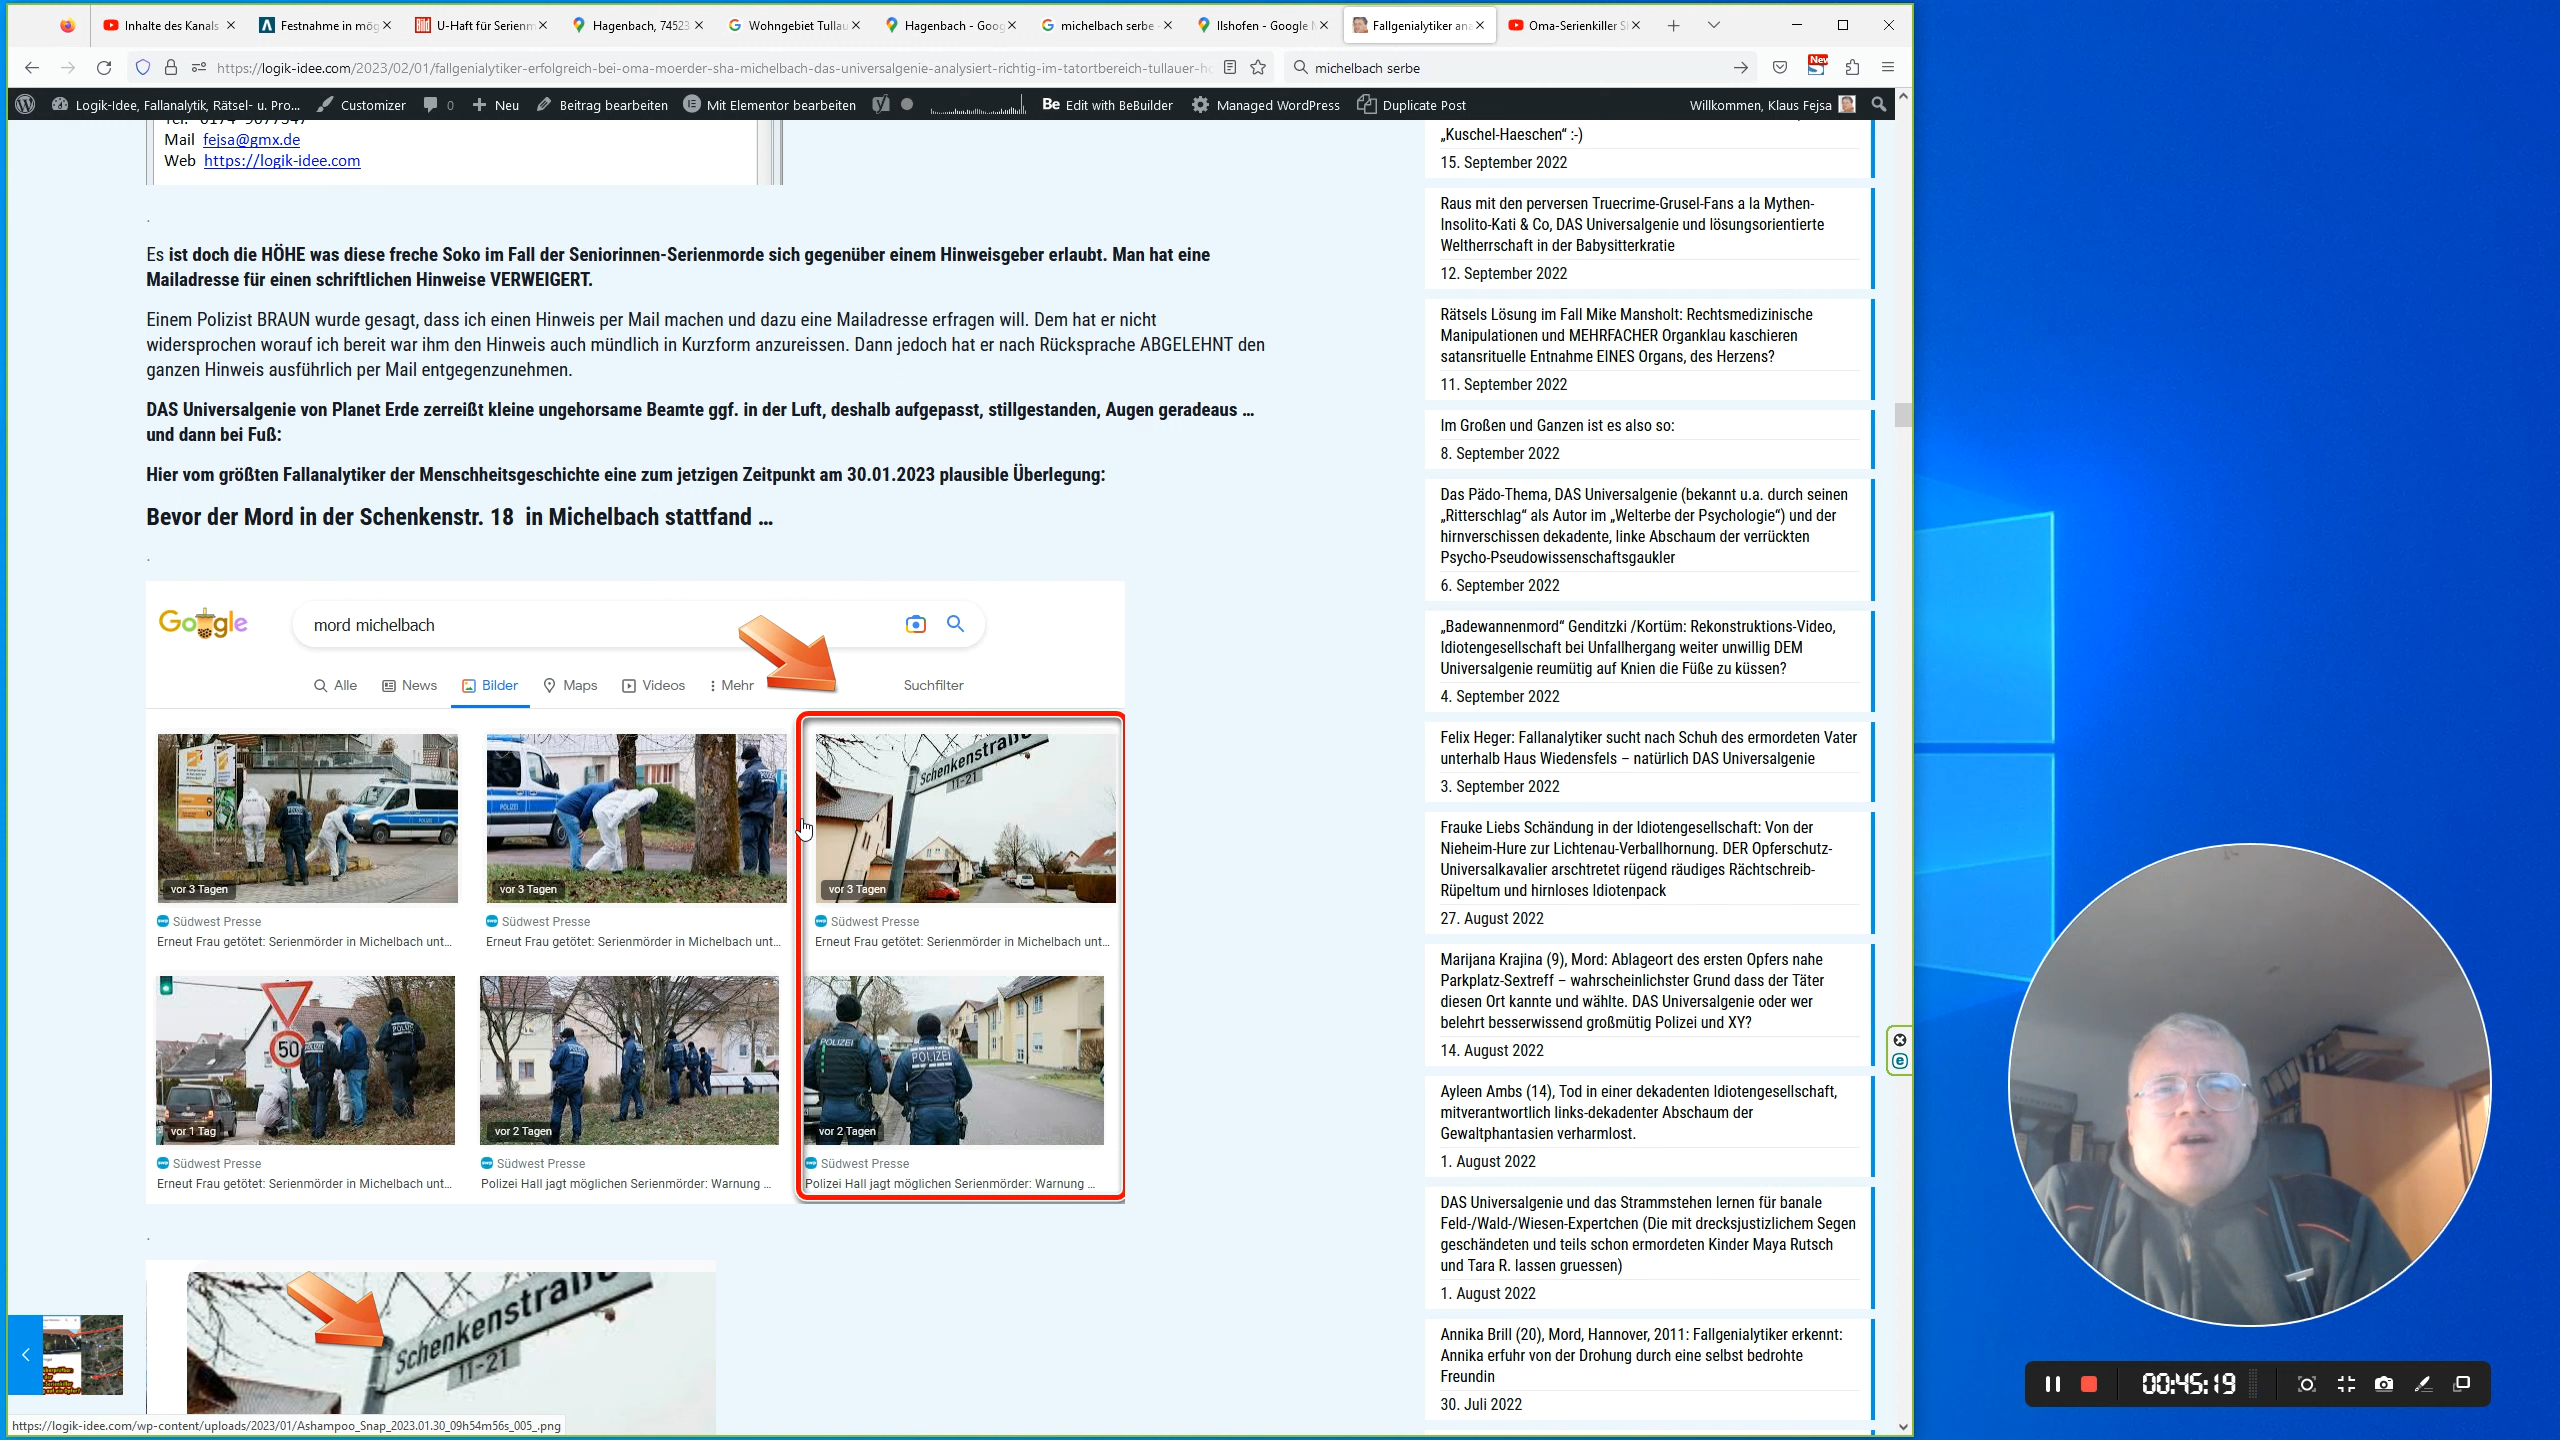 Inhalte des Kanals
Festnahme in mög
Bild
U-Haft für Serienm
Hagenbach, 74523
Wohngebiet Tullau
Hagenbach - Goog
michelbach serbe -
Ilshofen - Google M
Fallgenialytiker ana
Oma-Serienkiller S
https://logik-idee.com/2023/02/01/fallgenialytiker-erfolgreich-bei-oma-moerder-sha-michelbach-das-universalgenie-analysiert-richtig-im-tatortbereich-tullauer-h
michelbach serbe
New
Logik-Idee, Fallanalytik, Rätsel- u. Pro...
Customizer
0
Neu
Beitrag bearbeiten
Mit Elementor bearbeiten
Be Edit with BeBuilder
Managed WordPress
Duplicate Post
Willkommen, Klaus Fejsa
Mail fejsa@gmx.de
Web https://logik-idee.com
.
Es ist doch die HÖHE was diese freche Soko im Fall der Seniorinnen-Serienmorde sich gegenüber einem Hinweisgeber erlaubt. Man hat eine
Mailadresse für einen schriftlichen Hinweise VERWEIGERT.
Einem Polizist BRAUN wurde gesagt, dass ich einen Hinweis per Mail machen und dazu eine Mailadresse erfragen will. Dem hat er nicht
widersprochen worauf ich bereit war ihm den Hinweis auch mündlich in Kurzform anzureissen. Dann jedoch hat er nach Rücksprache ABGELEHNT den
ganzen Hinweis ausführlich per Mail entgegenzunehmen.
DAS Universalgenie von Planet Erde zerreißt kleine ungehorsame Beamte ggf. in der Luft, deshalb aufgepasst, stillgestanden, Augen geradeaus …
und dann bei Fuß:
Hier vom größten Fallanalytiker der Menschheitsgeschichte eine zum jetzigen Zeitpunkt am 30.01.2023 plausible Überlegung:
Bevor der Mord in der Schenkenstr. 18 in Michelbach stattfand …
.
Google
mord michelbach
Alle
News
Bilder
Maps
Videos
Mehr
Suchfilter
Schenkenstraße
11-21
POLIZEI
vor 3 Tagen
vor 3 Tagen
vor 3 Tagen
Südwest Presse
Südwest Presse
Südwest Presse
Erneut Frau getötet: Serienmörder in Michelbach unt...
Erneut Frau getötet: Serienmörder in Michelbach unt...
Erneut Frau getötet: Serienmörder in Michelbach unt...
50
POLIZEI
POLIZEI
POLIZEI
POLIZEI
vor 1 Tag
vor 2 Tagen
vor 2 Tagen
Südwest Presse
Südwest Presse
Südwest Presse
Erneut Frau getötet: Serienmörder in Michelbach unt...
Polizei Hall jagt möglichen Serienmörder: Warnung ...
Polizei Hall jagt möglichen Serienmörder: Warnung ...
.
Schenkenstraße
11-21
https://logik-idee.com/wp-content/uploads/2023/01/Ashampoo_Snap_2023.01.30_09h54m56s_005_.png
„Kuschel-Haeschen“ :-)
15. September 2022
Raus mit den perversen Truecrime-Grusel-Fans a la Mythen-
Insolito-Kati & Co, DAS Universalgenie und lösungsorientierte
Weltherrschaft in der Babysitterkratie
12. September 2022
Rätsels Lösung im Fall Mike Mansholt: Rechtsmedizinische
Manipulationen und MEHRFACHER Organklau kaschieren
satansrituelle Entnahme EINES Organs, des Herzens?
11. September 2022
Im Großen und Ganzen ist es also so:
8. September 2022
Das Pädo-Thema, DAS Universalgenie (bekannt u.a. durch seinen
„Ritterschlag“ als Autor im „Welterbe der Psychologie“) und der
hirnverschissen dekadente, linke Abschaum der verrückten
Psycho-Pseudowissenschaftsgaukler
6. September 2022
„Badewannenmord“ Genditzki /Kortüm: Rekonstruktions-Video,
Idiotengesellschaft bei Unfallhergang weiter unwillig DEM
Universalgenie reumütig auf Knien die Füße zu küssen?
4. September 2022
Felix Heger: Fallanalytiker sucht nach Schuh des ermordeten Vater
unterhalb Haus Wiedensfels – natürlich DAS Universalgenie
3. September 2022
Frauke Liebs Schändung in der Idiotengesellschaft: Von der
Nieheim-Hure zur Lichtenau-Verballhornung. DER Opferschutz-
Universalkavalier arschtretet rügend räudiges Rächtschreib-
Rüpeltum und hirnloses Idiotenpack
27. August 2022
Marijana Krajina (9), Mord: Ablageort des ersten Opfers nahe
Parkplatz-Sextreff – wahrscheinlichster Grund dass der Täter
diesen Ort kannte und wählte. DAS Universalgenie oder wer
belehrt besserwissend großmütig Polizei und XY?
14. August 2022
Ayleen Ambs (14), Tod in einer dekadenten Idiotengesellschaft,
mitverantwortlich links-dekadenter Abschaum der
Gewaltphantasien verharmlost.
1. August 2022
DAS Universalgenie und das Strammstehen lernen für banale
Feld-/Wald-/Wiesen-Expertchen (Die mit drecksjustizlichem Segen
geschändeten und teils schon ermordeten Kinder Maya Rutsch
und Tara R. lassen gruessen)
1. August 2022
Annika Brill (20), Mord, Hannover, 2011: Fallgenialytiker erkennt:
Annika erfuhr von der Drohung durch eine selbst bedrohte
Freundin
30. Juli 2022
00:45:19